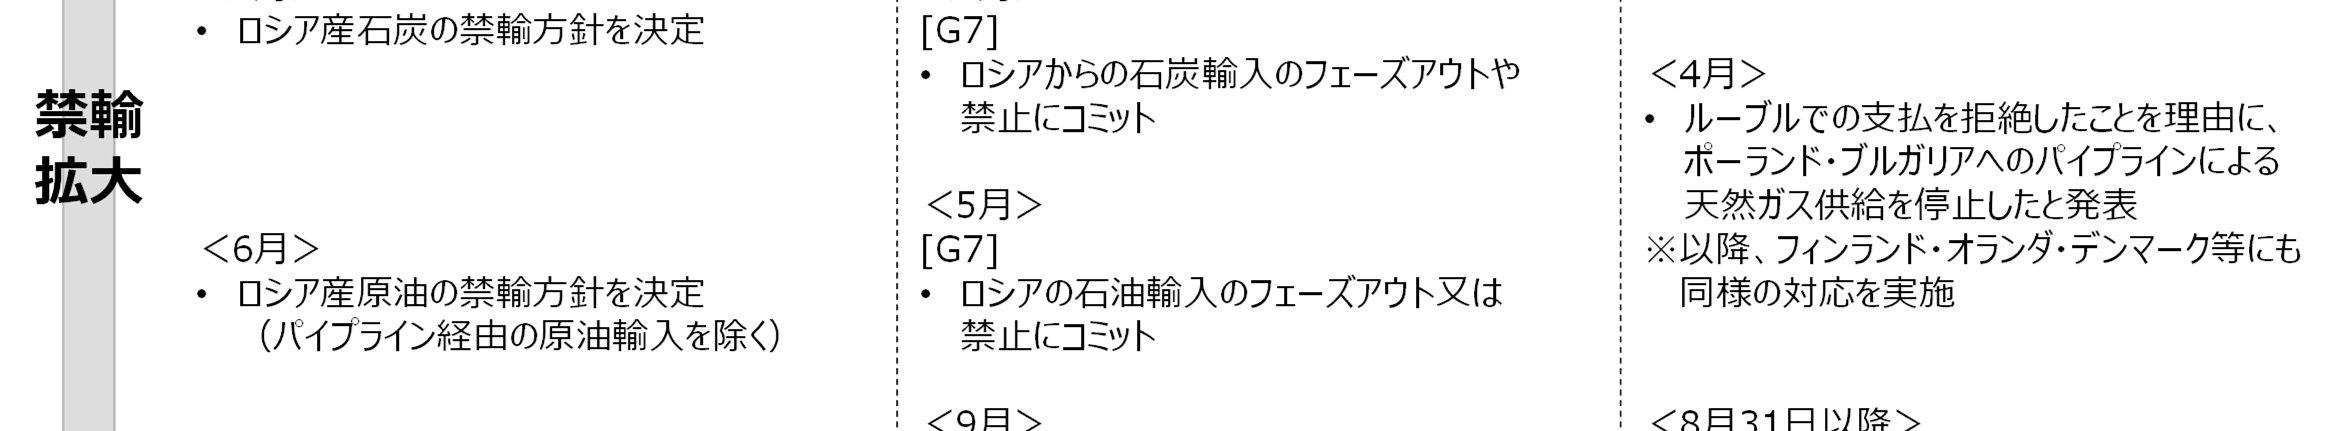 禁輸
拡大
・ ロシア産石炭の禁輸方針を決定
＜6月＞
・ ロシア産原油の禁輸方針を決定
（パイプライン経由の原油輸入を除く）
[G7]
・ ロシアからの石炭輸入のフェーズアウトや
禁止にコミット
＜5月＞
[G7]
・ ロシアの石油輸入のフェーズアウト又は
禁止にコミット
＜9月＞
＜4月＞
・ ルーブルでの支払を拒絶したことを理由に、
ポーランド・ブルガリアへのパイプラインによる
天然ガス供給を停止したと発表
※以降、フィンランド・オランダ・デンマーク等にも
同様の対応を実施
＜8月31日以降＞